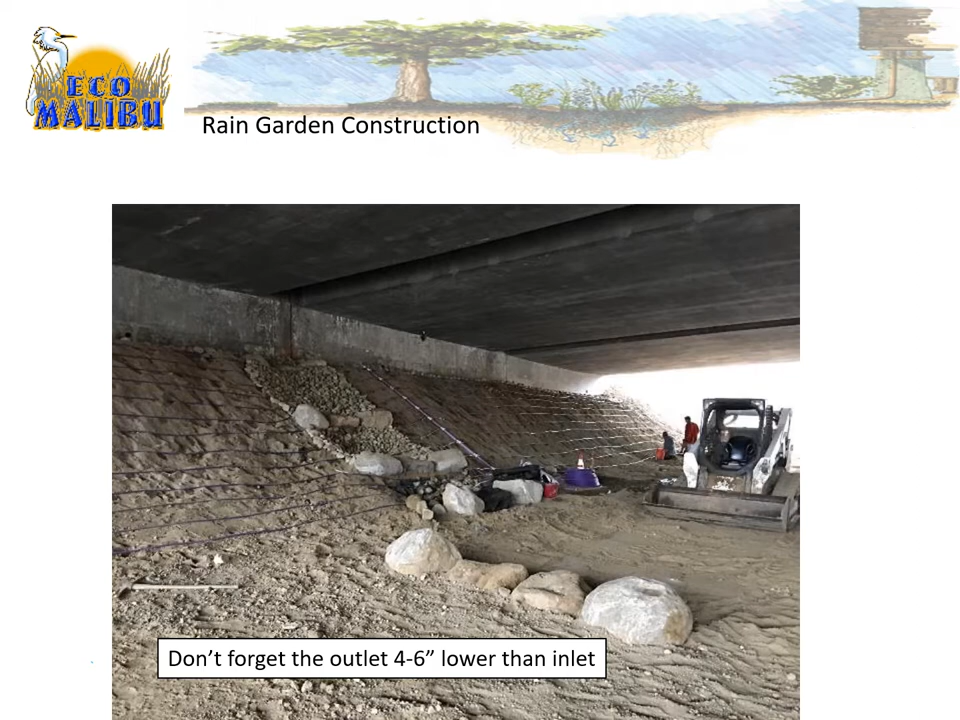 ECO
MALIBU
Rain Garden Construction
Don’t forget the outlet 4-6” lower than inlet